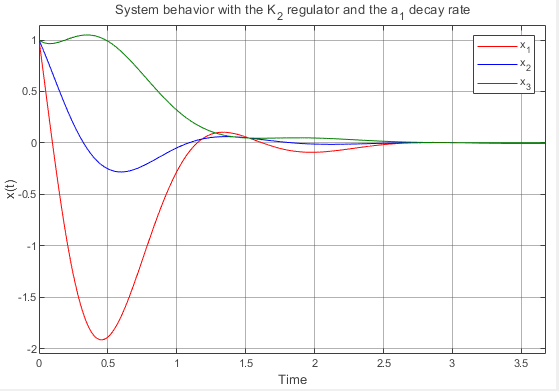 System behavior with the K2 regulator and the a1 decay rate
x1
x2
x3
1
0.5
0
-0.5
-1
-1.5
-2
x(t)
0 0.5 1 1.5 2 2.5 3 3.5
Time